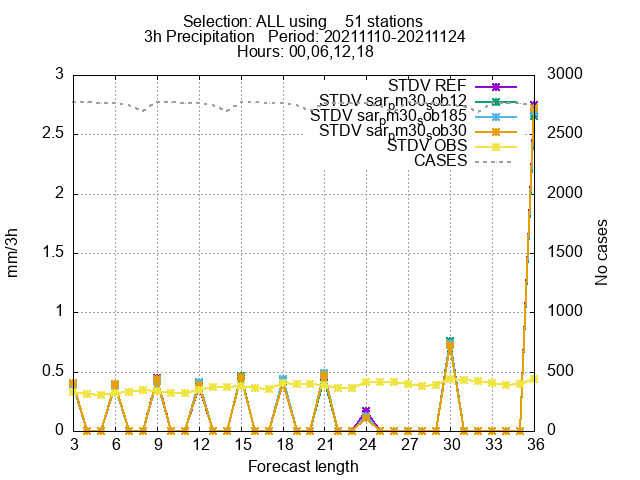 Selection: ALL using 51 stations
3h Precipitation Period: 20211110-20211124
Hours: 00,06,12,18
STDV REF
STDV sarpm30sob12
STDV sarpm30sob185
STDV sarpm30sob30
STDV OBS
CASES
3 3000
2.5 2500
2 2000
1.5 1500
1 1000
0.5 500
0 0
3 6 9 12 15 18 21 24 27 30 33 36
mm/3h
No cases
Forecast length